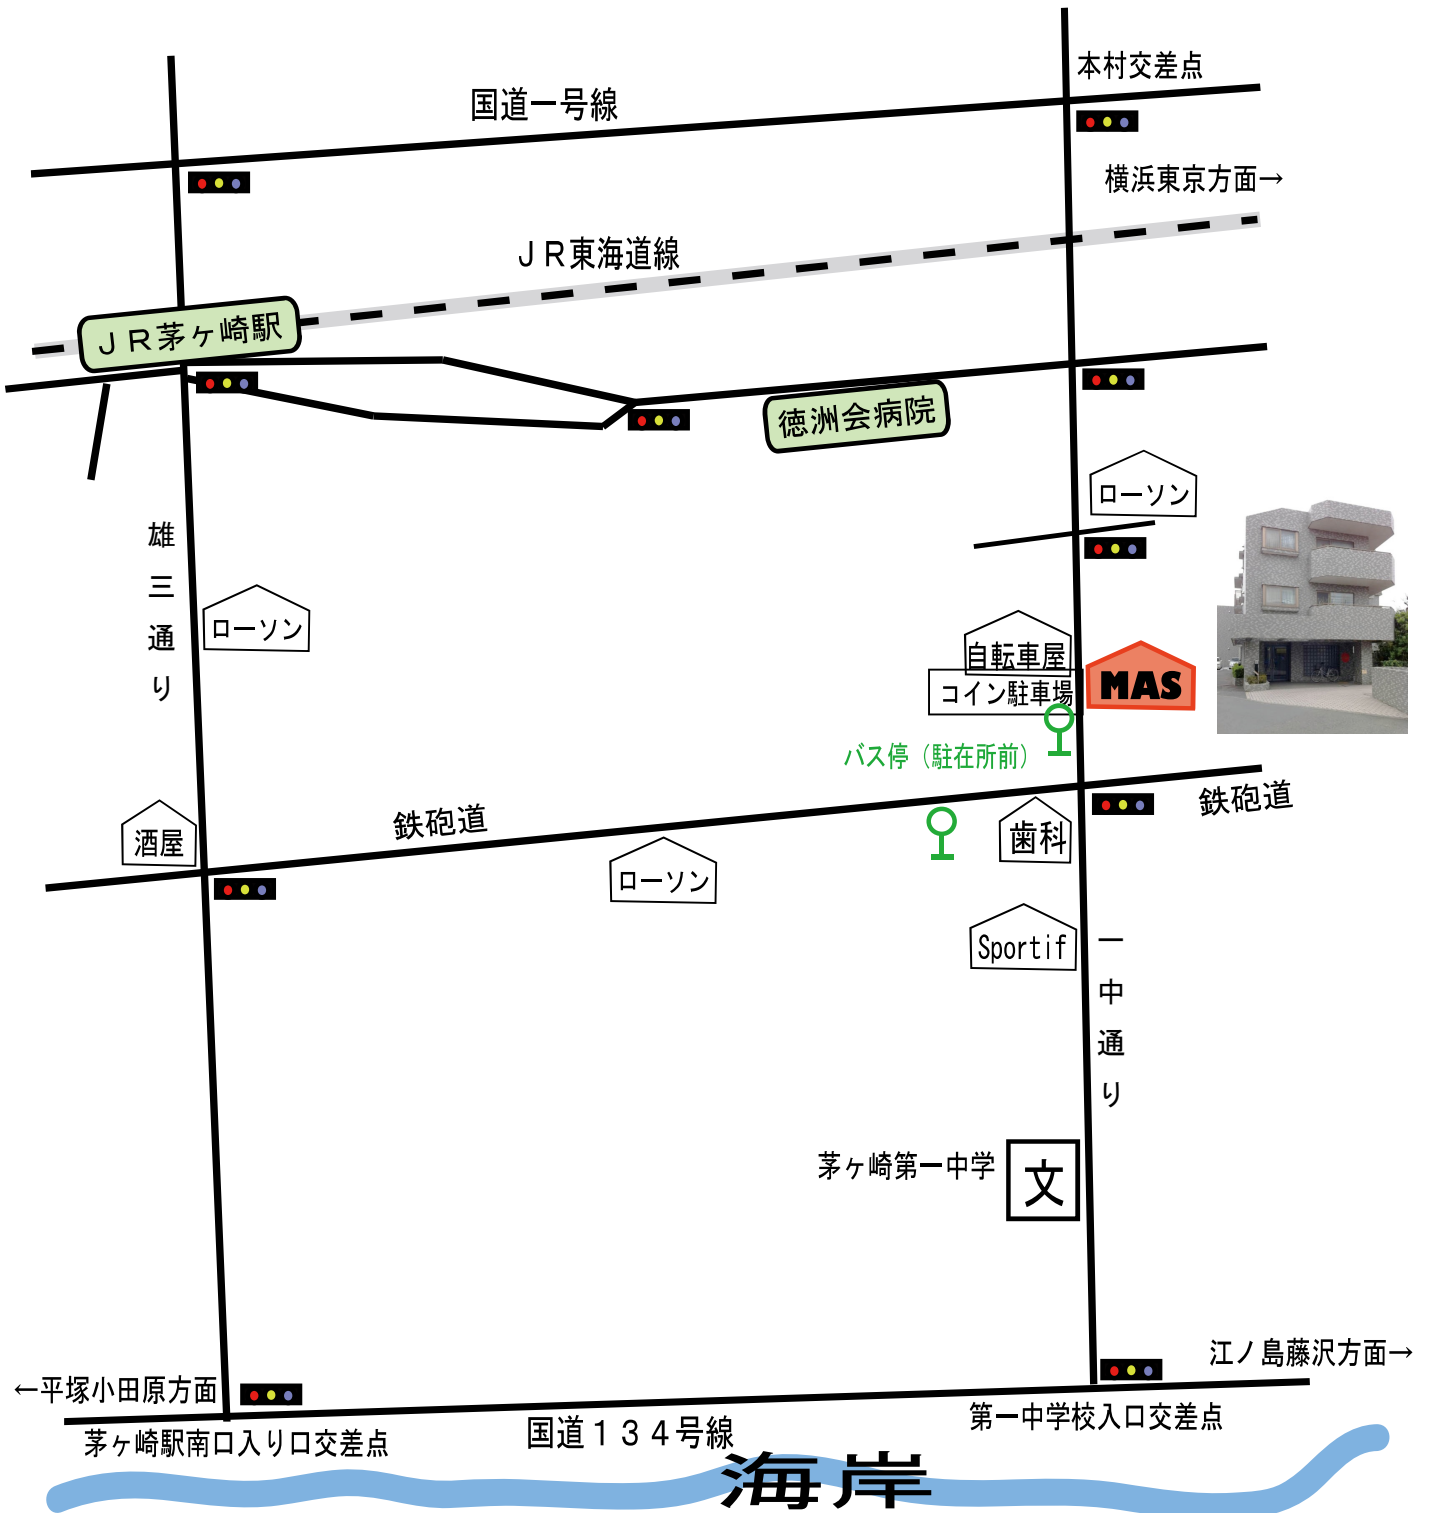 本村交差点
国道一号線
横浜東京方面→
ＪＲ東海道線
ＪＲ茅ヶ崎駅
徳洲会病院
ローソン
雄三通り
ローソン
自転車屋
コイン駐車場
MAS
バス停（駐在所前）
鉄砲道
鉄砲道
酒屋
歯科
ローソン
Sportif
一中通り
茅ヶ崎第一中学
文
江ノ島藤沢方面→
←平塚小田原方面
第一中学校入口交差点
国道１３４号線
茅ヶ崎駅南口入り口交差点
海岸